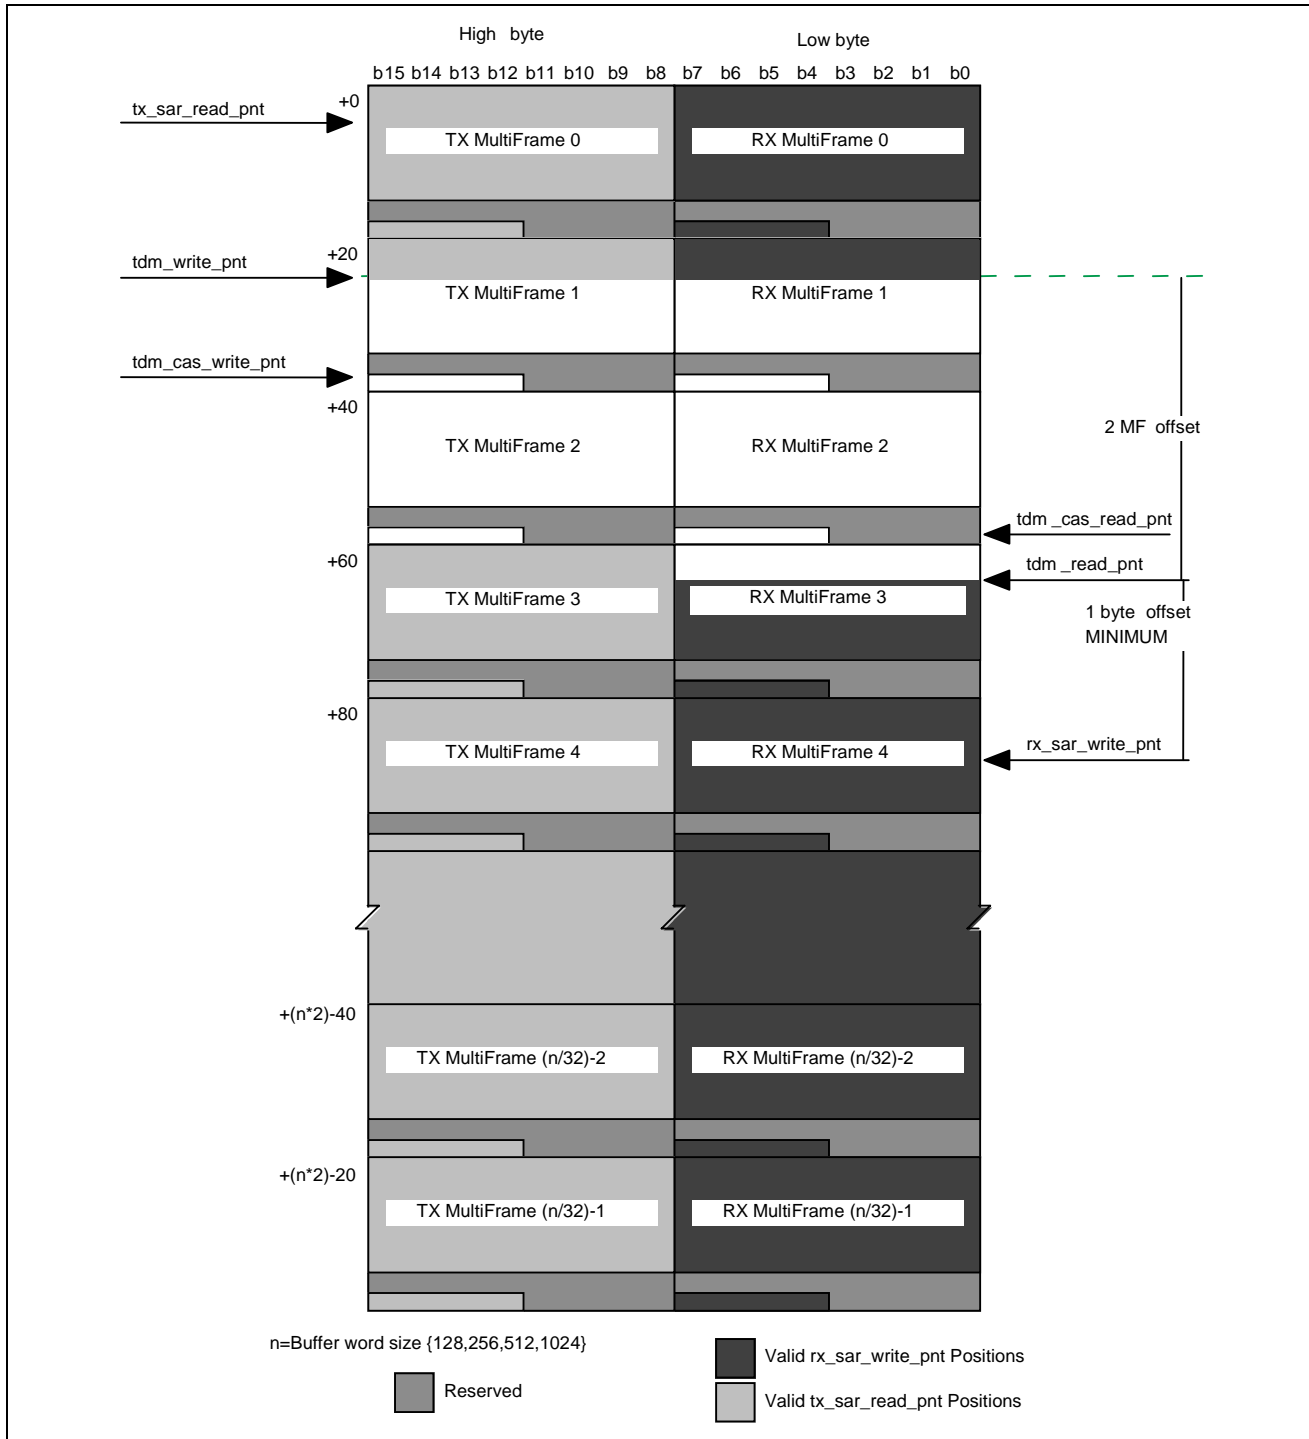 High byte
Low byte
b15 b14 b13 b12 b11 b10 b9 b8 b7 b6 b5 b4 b3 b2 b1 b0
tx_sar_read_pnt
+0
TX MultiFrame 0
RX MultiFrame 0
tdm_write_pnt
+20
TX MultiFrame 1
RX MultiFrame 1
tdm_cas_write_pnt
+40
2 MF offset
TX MultiFrame 2
RX MultiFrame 2
tdm _cas_read_pnt
+60
tdm _read_pnt
TX MultiFrame 3
RX MultiFrame 3
1 byte offset
MINIMUM
+80
TX MultiFrame 4
RX MultiFrame 4
rx_sar_write_pnt
+(n*2)-40
TX MultiFrame (n/32)-2
RX MultiFrame (n/32)-2
+(n*2)-20
TX MultiFrame (n/32)-1
RX MultiFrame (n/32)-1
n=Buffer word size {128,256,512,1024}
Valid rx_sar_write_pnt Positions
Reserved
Valid tx_sar_read_pnt Positions